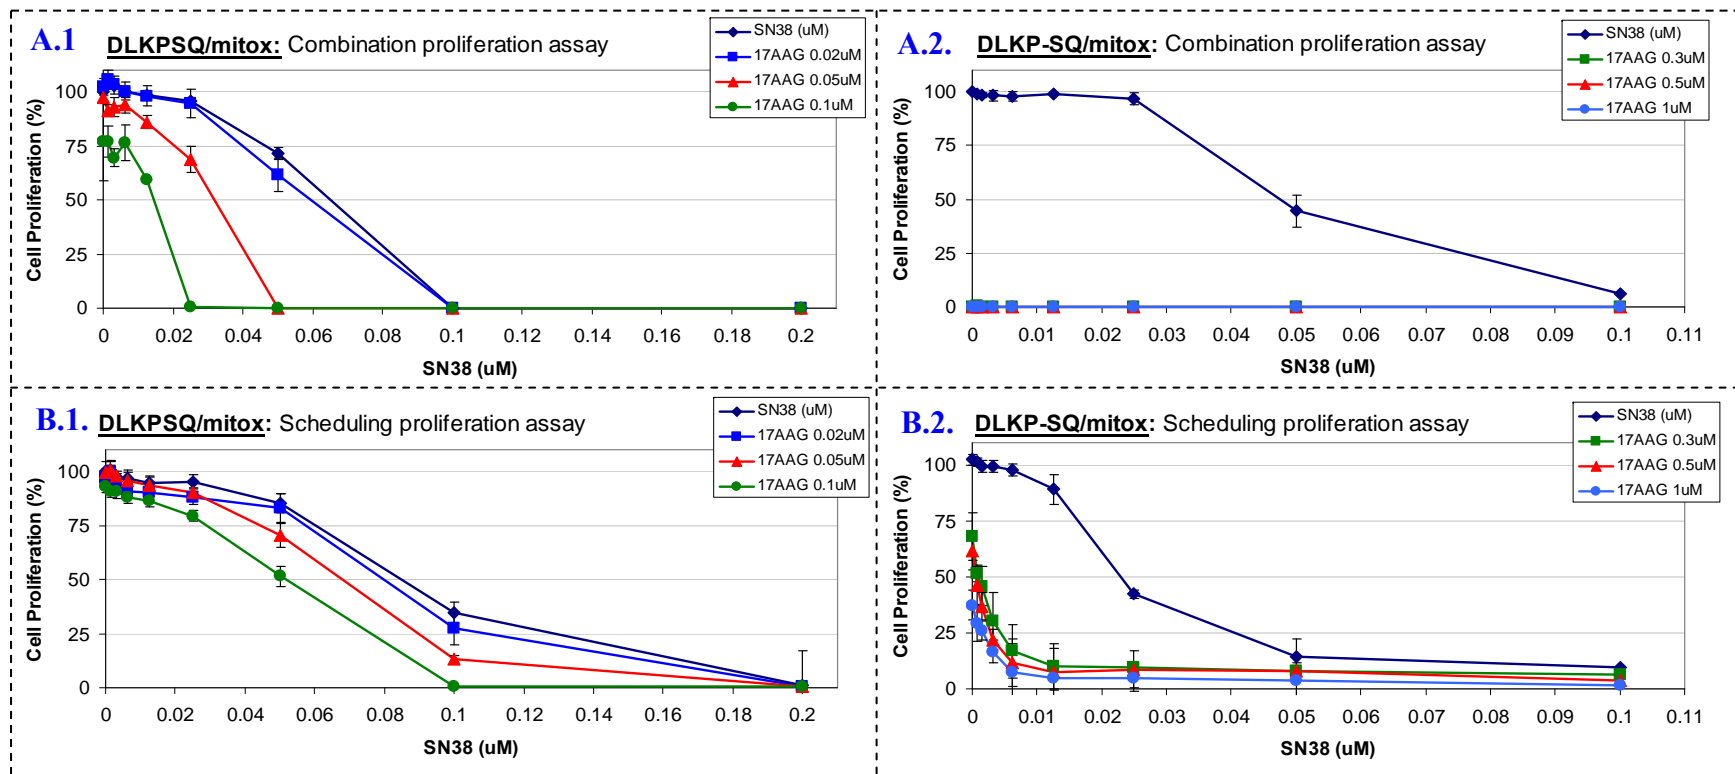 A.1 DLKPSQ/mitox: Combination proliferation assay
SN38 (uM)
17AAG 0.02uM
17AAG 0.05uM
17AAG 0.1uM
Cell Proliferation (%)
100
75
50
25
0
0 0.02 0.04 0.06 0.08 0.1 0.12 0.14 0.16 0.18 0.2
SN38 (uM)
A.2. DLKP-SQ/mitox: Combination proliferation assay
SN38 (uM)
17AAG 0.3uM
17AAG 0.5uM
17AAG 1uM
Cell Proliferation (%)
100
75
50
25
0
0 0.01 0.02 0.03 0.04 0.05 0.06 0.07 0.08 0.09 0.1 0.11
SN38 (uM)
B.1. DLKPSQ/mitox: Scheduling proliferation assay
SN38 (uM)
17AAG 0.02uM
17AAG 0.05uM
17AAG 0.1uM
Cell Proliferation (%)
100
75
50
25
0
0 0.02 0.04 0.06 0.08 0.1 0.12 0.14 0.16 0.18 0.2
SN38 (uM)
B.2. DLKP-SQ/mitox: Scheduling proliferation assay
SN38 (uM)
17AAG 0.3uM
17AAG 0.5uM
17AAG 1uM
Cell Proliferation (%)
100
75
50
25
0
0 0.01 0.02 0.03 0.04 0.05 0.06 0.07 0.08 0.09 0.1 0.11
SN38 (uM)